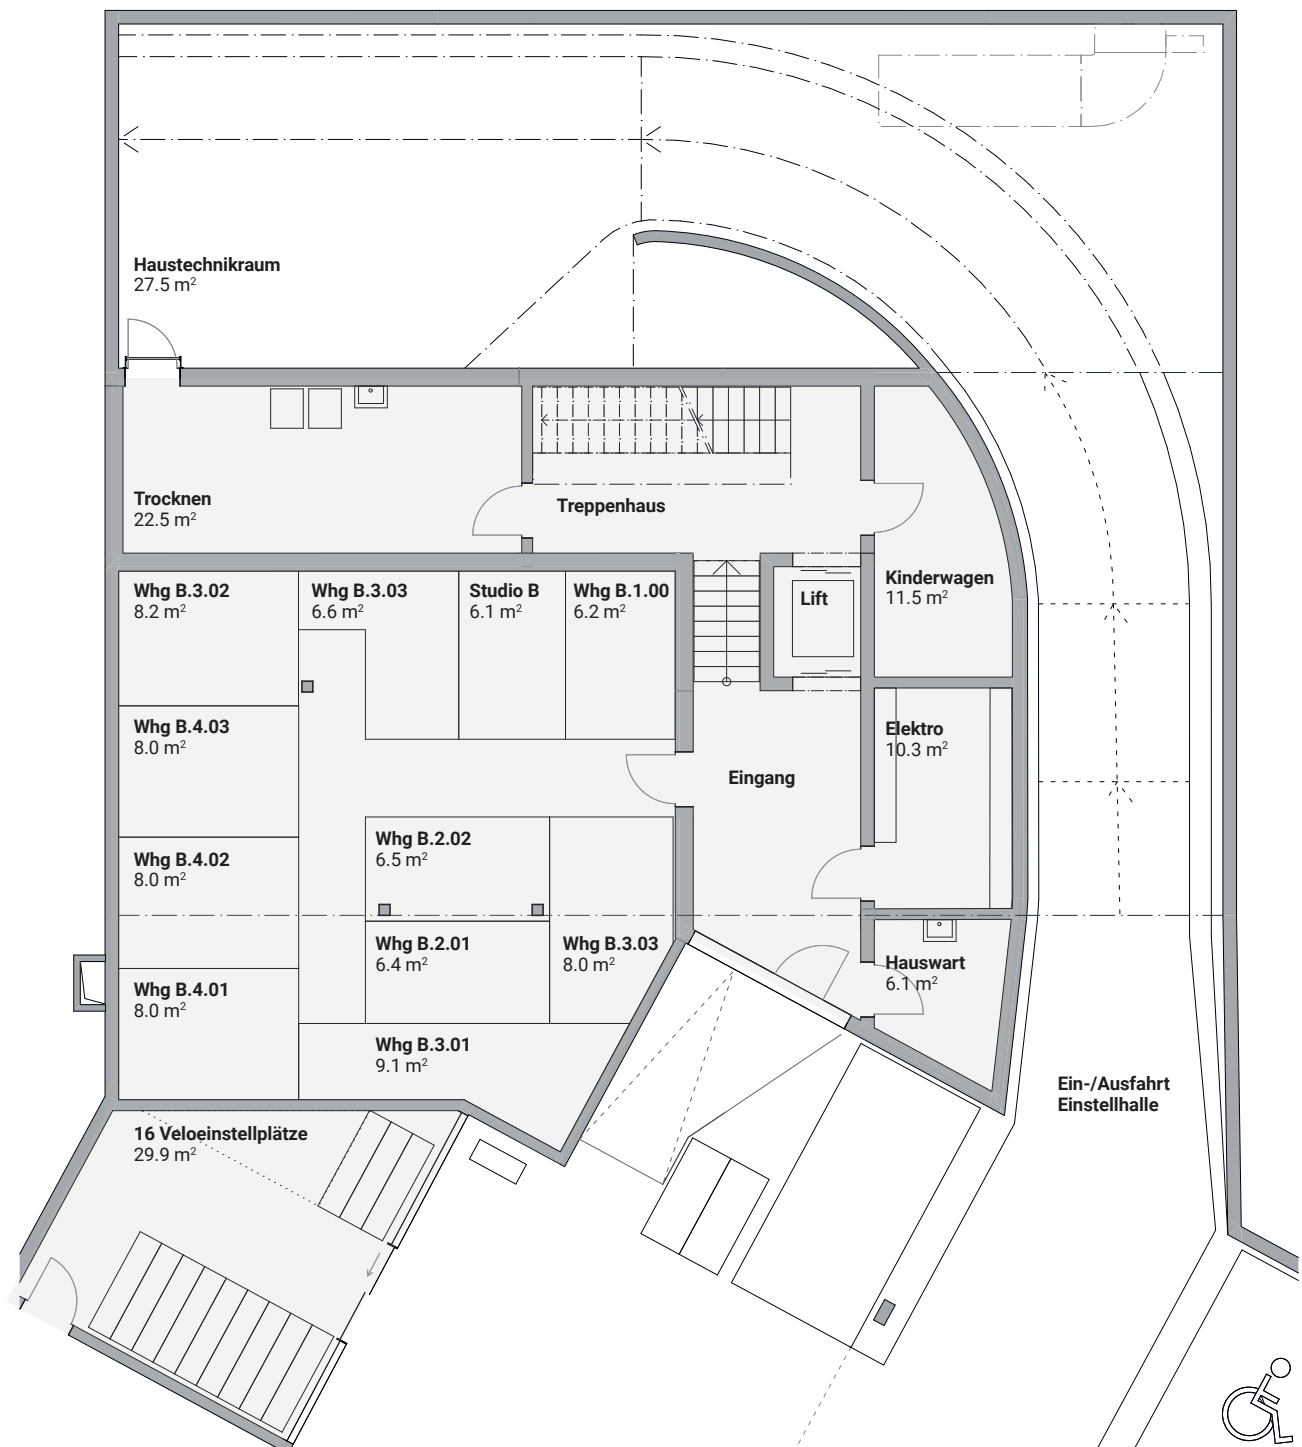 Haustechnikraum
27.5 m²
Trocknen
22.5 m²
Treppenhaus
Whg B.3.02
8.2 m²
Whg B.3.03
6.6 m²
Studio B
6.1 m²
Whg B.1.00
6.2 m²
Lift
Kinderwagen
11.5 m²
Whg B.4.03
8.0 m²
Elektro
10.3 m²
Eingang
Whg B.2.02
6.5 m²
Whg B.4.02
8.0 m²
Whg B.2.01
6.4 m²
Whg B.3.03
8.0 m²
Hauswart
6.1 m²
Whg B.4.01
8.0 m²
Whg B.3.01
9.1 m²
Ein-/Ausfahrt
Einstellhalle
16 Veloeinstellplätze
29.9 m²